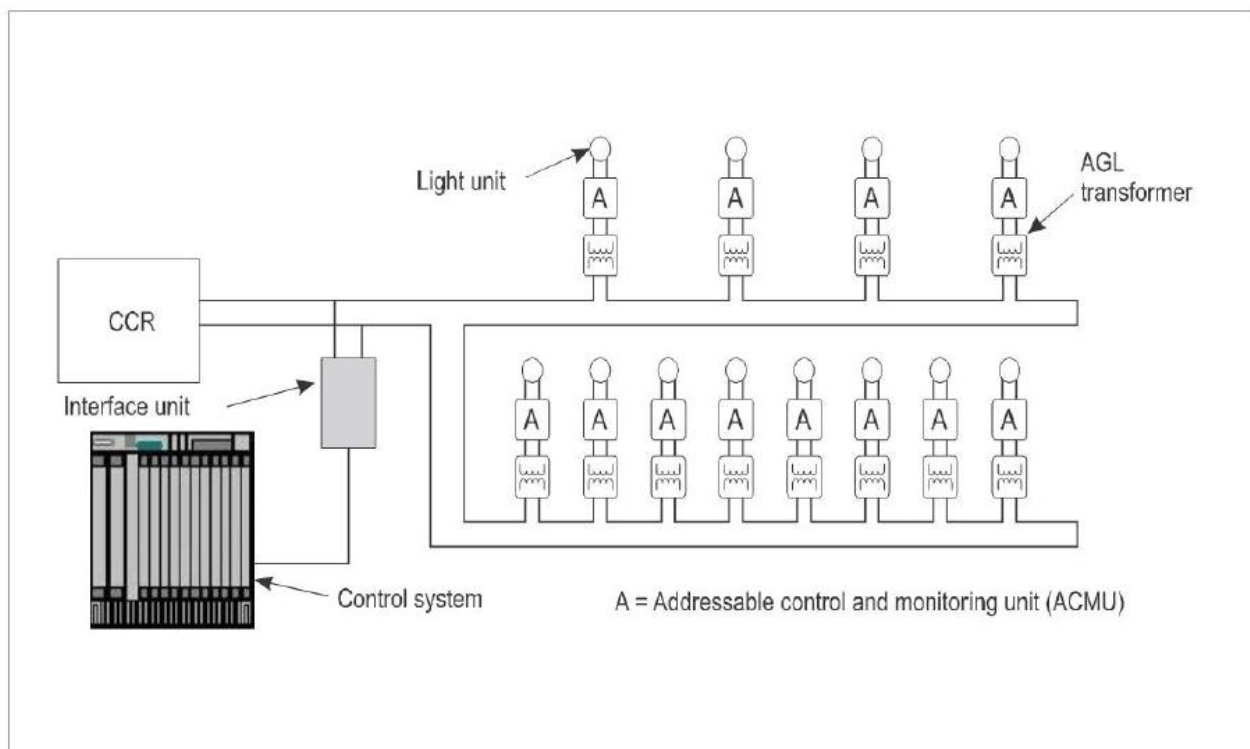 Light unit
AGL
transformer
A
A
A
A
CCR
Interface unit
A
A
A
A
A
A
A
A
Control system
A = Addressable control and monitoring unit (ACMU)